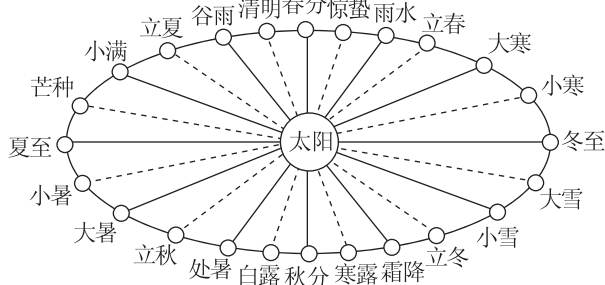 春分
清明
惊蛰
谷雨
雨水
立夏
立春
小满
大寒
芒种
小寒
夏至
太阳
冬至
小暑
大雪
大暑
小雪
立秋
立冬
处暑
白露
秋分
寒露
霜降